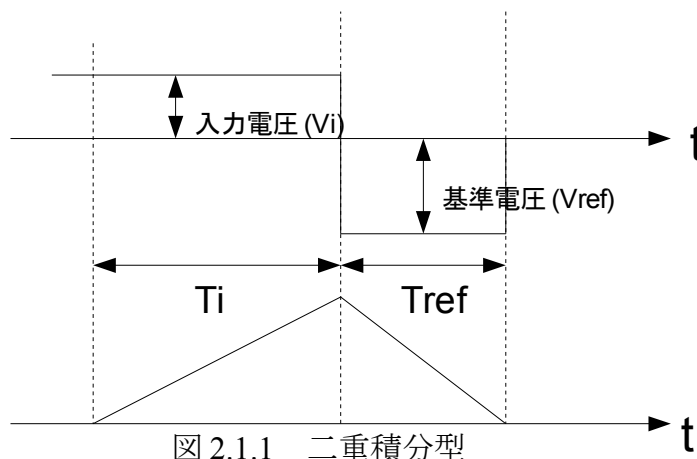 入力電圧 (Vi)
t
基準電圧 (Vref)
Ti
Tref
t
図 2.1.1 二重積分型